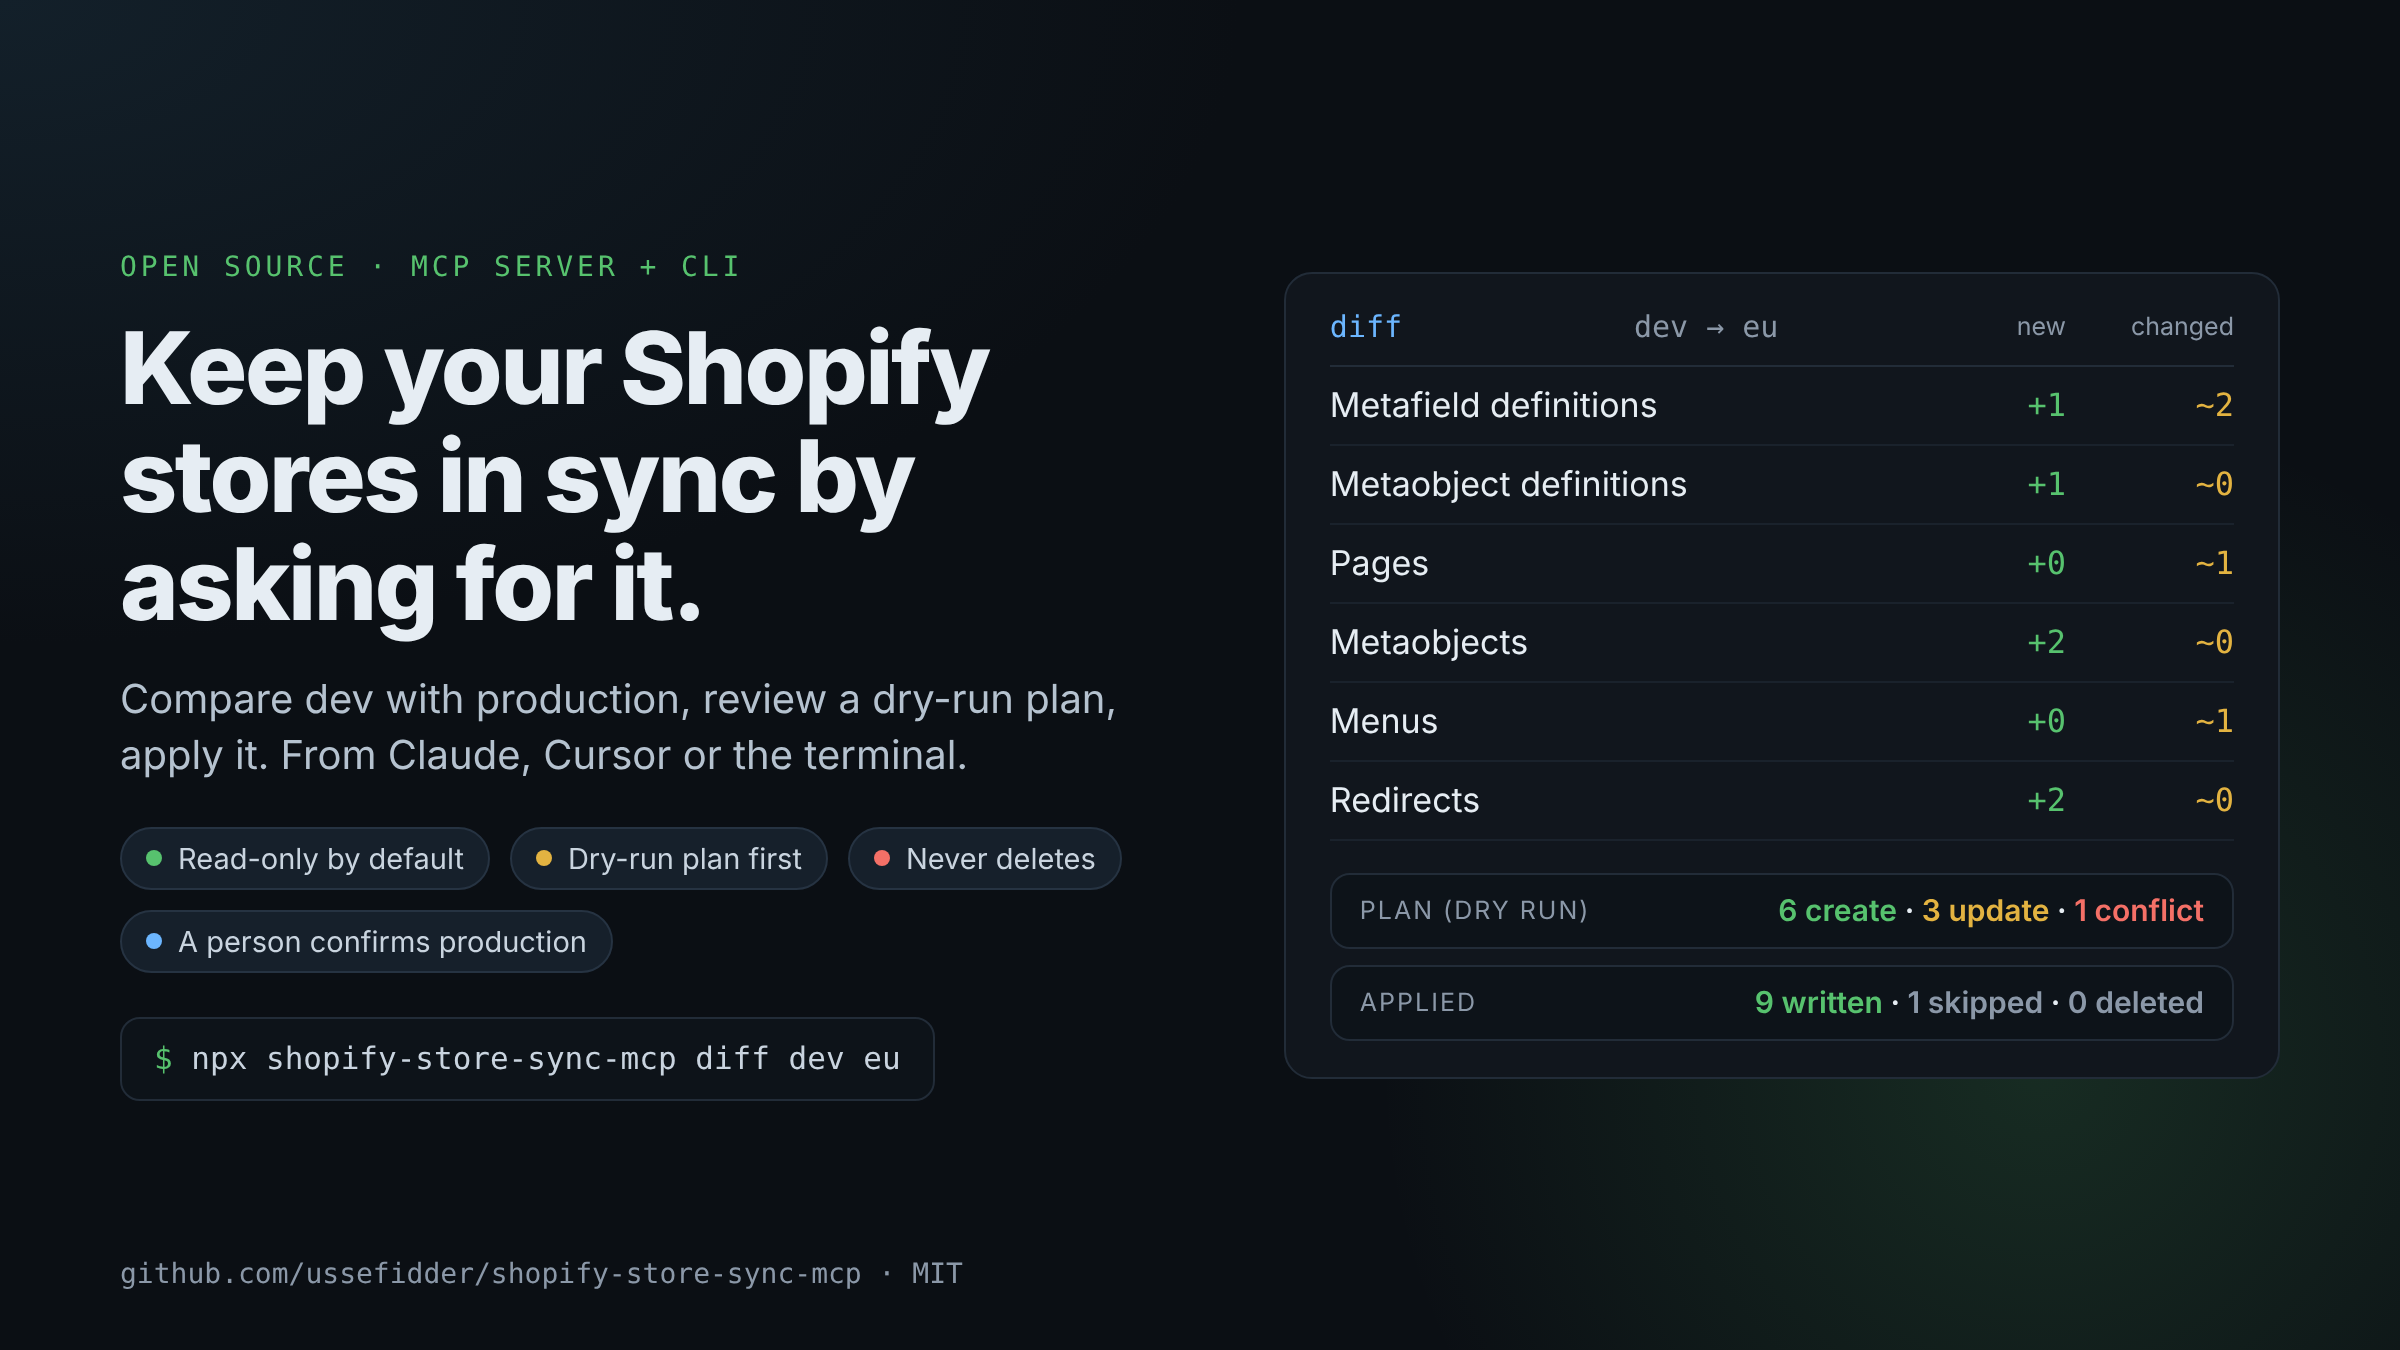 OPEN SOURCE · MCP SERVER + CLI
Keep your Shopify
stores in sync by
asking for it.
Compare dev with production, review a dry-run plan,
apply it. From Claude, Cursor or the terminal.
Read-only by default
Dry-run plan first
Never deletes
A person confirms production
$ npx shopify-store-sync-mcp diff dev eu
github.com/ussefidder/shopify-store-sync-mcp · MIT
diff dev → eu new changed
Metafield definitions +1 ~2
Metaobject definitions +1 ~0
Pages +0 ~1
Metaobjects +2 ~0
Menus +0 ~1
Redirects +2 ~0
PLAN (DRY RUN) 6 create · 3 update · 1 conflict
APPLIED 9 written · 1 skipped · 0 deleted